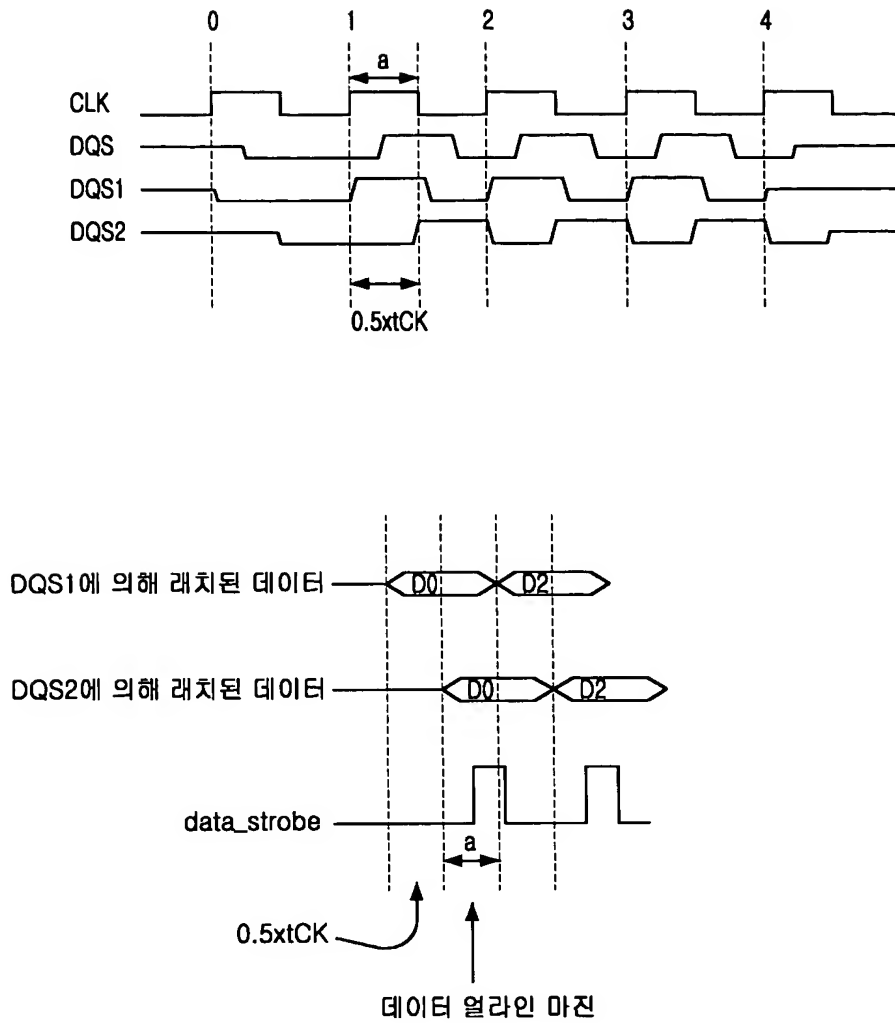 0 1 2 3 4
a
CLK
DQS
DQS1
DQS2
0.5xtCK
DQS1에 의해 래치된 데이터
D0 D2
DQS2에 의해 래치된 데이터
D0 D2
data_strobe
a
0.5xtCK
데이터 얼라인 마진